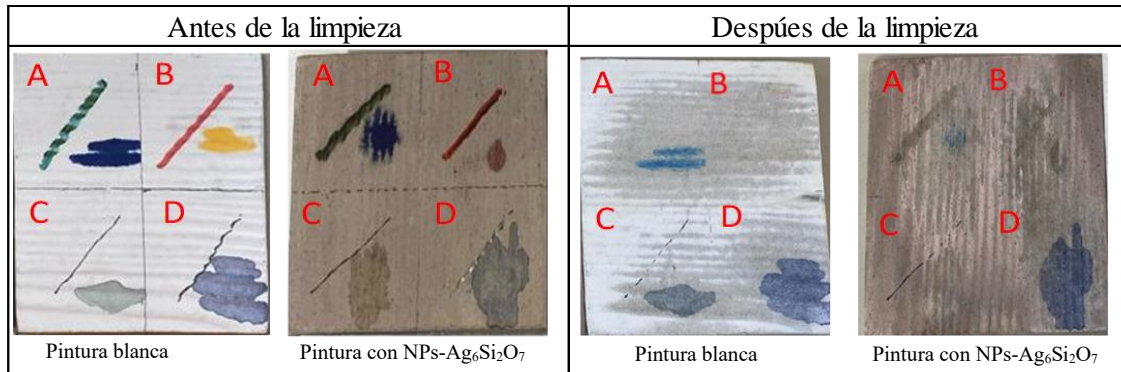 Antes de la limpieza
Despúes de la limpieza
A B
C D
A B
C D
A B
C D
A B
C D
Pintura blanca
Pintura con NPs-Ag₆Si₂O₇
Pintura blanca
Pintura con NPs-Ag₆Si₂O₇